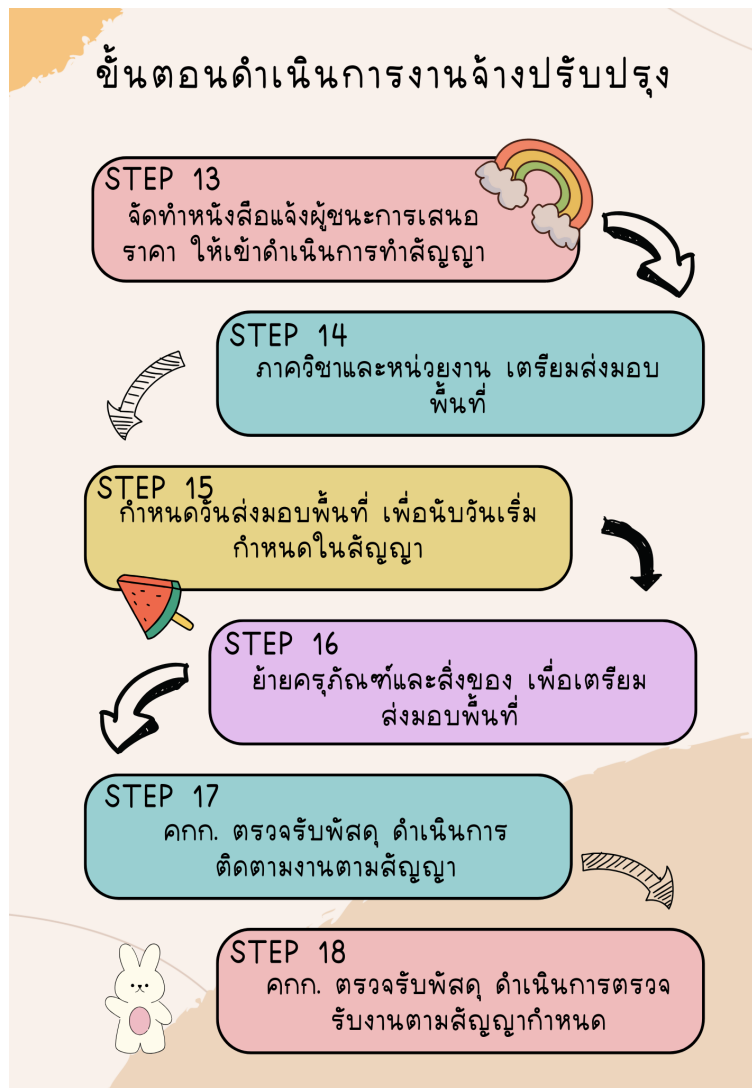 ขั้นตอนดำเนินการงานจ้างปรับปรุง
STEP 13
จัดทำหนังสือแจ้งผู้ชนะการเสนอ
ราคา ให้เข้าดำเนินการทำสัญญา
STEP 14
ภาควิชาและหน่วยงาน เตรียมส่งมอบ
พื้นที่
STEP 15
กำหนดวันส่งมอบพื้นที่ เพื่อนับวันเริ่ม
กำหนดในสัญญา
STEP 16
ย้ายครุภัณฑ์และสิ่งของ เพื่อเตรียม
ส่งมอบพื้นที่
STEP 17
คกก. ตรวจรับพัสดุ ดำเนินการ
ติดตามงานตามสัญญา
STEP 18
คกก. ตรวจรับพัสดุ ดำเนินการตรวจ
รับงานตามสัญญากำหนด